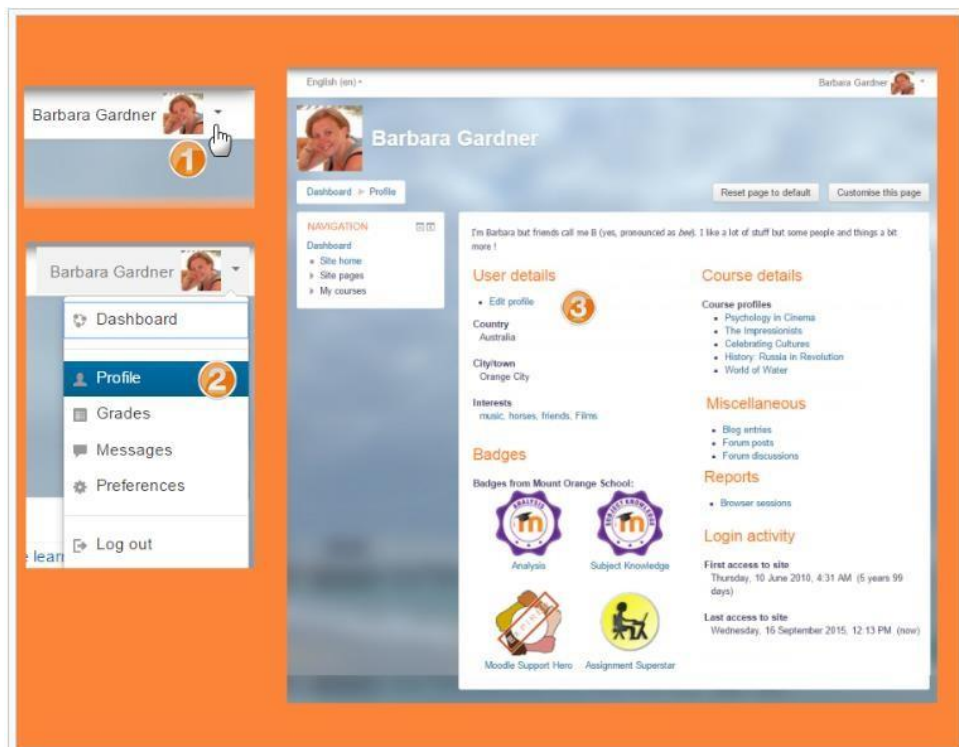 Barbara Gardner
1
Barbara Gardner
Dashboard
Profile
2
Grades
Messages
Preferences
Log out
e lear
English (en)
Barbara Gardner
Barbara Gardner
Dashboard ► Profile
Reset page to default
Customise this page
NAVIGATION
Dashboard
Site home
Site pages
My courses
I'm Barbara but friends call me B (yes, pronounced as bee). I like a lot of stuff but some people and things a bit
more !
User details
Edit profile
3
Country
Australia
City/town
Orange City
Interests
music, horses, friends, Films
Badges
Badges from Mount Orange School:
ANALYSIS
m
Analysis
SUBJECT KNOWLEDGE
m
Subject Knowledge
Moodle Support Hero
Assignment Superstar
Course details
Course profiles
Psychology in Cinema
The Impressionists
Celebrating Cultures
History: Russia in Revolution
World of Water
Miscellaneous
Blog entries
Forum posts
Forum discussions
Reports
Browser sessions
Login activity
First access to site
Thursday, 10 June 2010, 4:31 AM (5 years 99
days)
Last access to site
Wednesday, 16 September 2015, 12:13 PM (now)